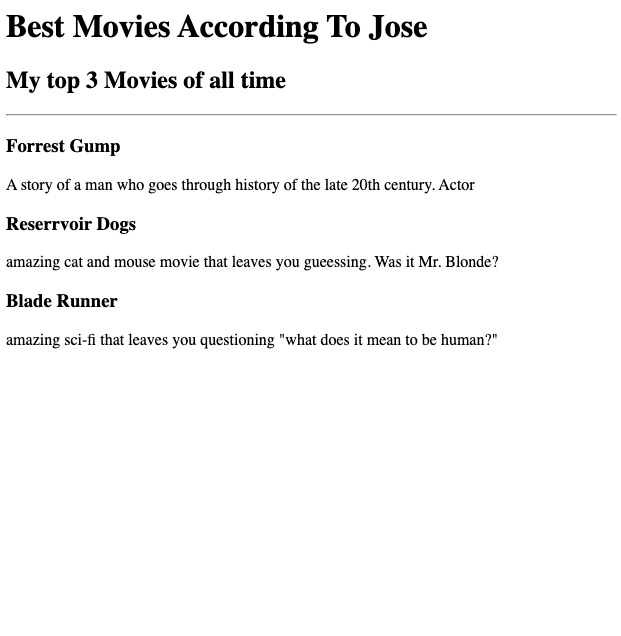 Best Movies According To Jose
My top 3 Movies of all time
Forrest Gump
A story of a man who goes through history of the late 20th century. Actor
Reserrvoir Dogs
amazing cat and mouse movie that leaves you gueessing. Was it Mr. Blonde?
Blade Runner
amazing sci-fi that leaves you questioning "what does it mean to be human?"